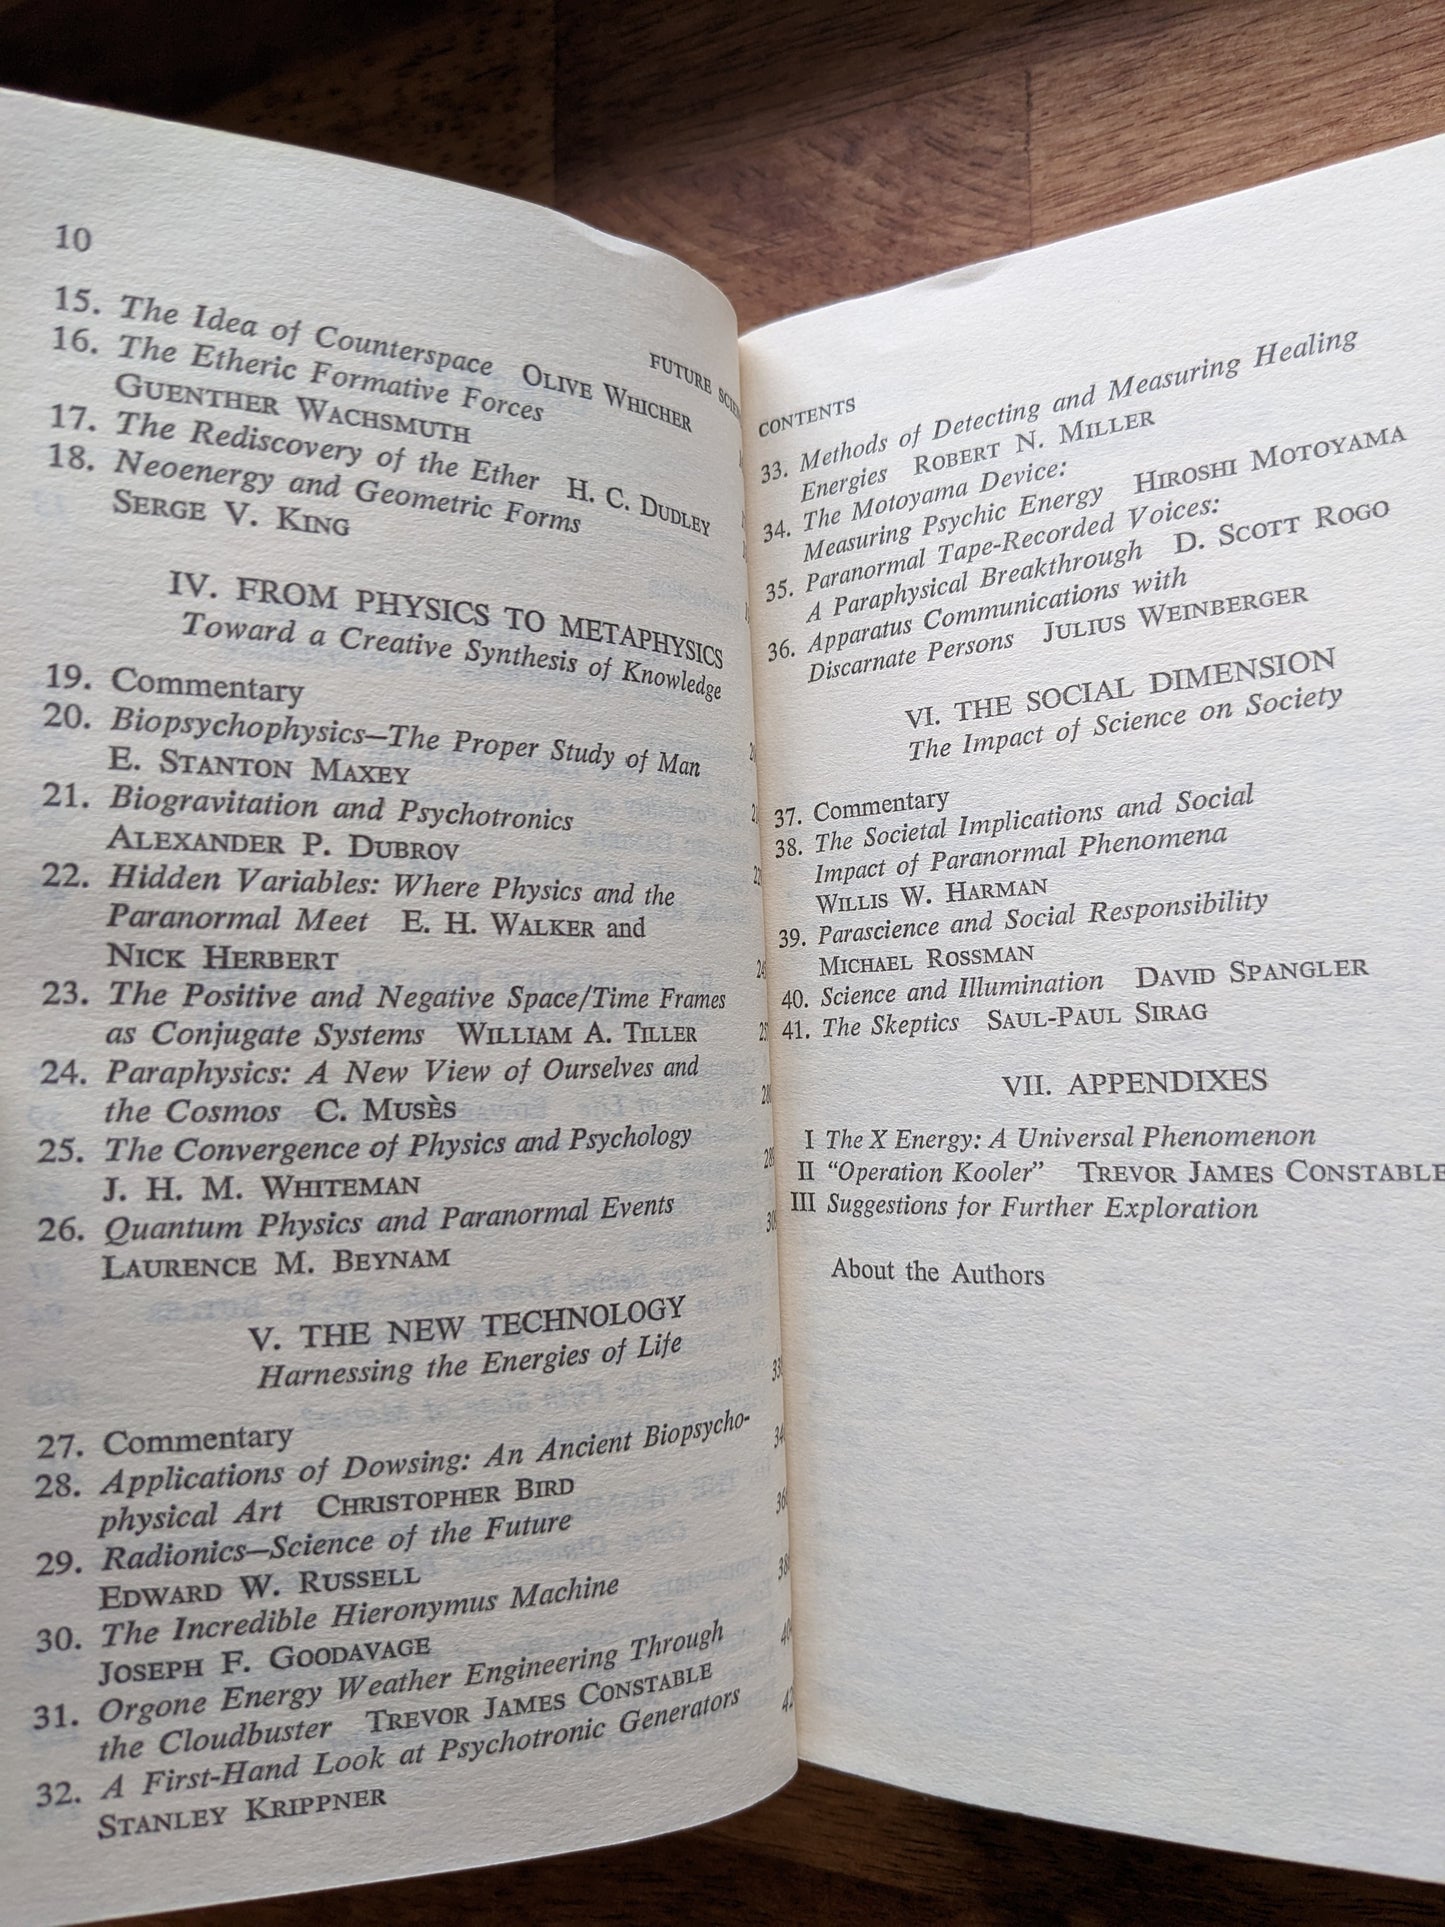 10
FUTURE
15. The Idea of Counterspace OLIVE WHICHER
16. The Etheric Formative Forces
GUENTHER WACHSMUTH
17. The Rediscovery of the Ether H. C. DUDLEY
18. Neoenergy and Geometric Forms
SERGE V. KING
IV. FROM PHYSICS TO METAPHYSICS
Toward a Creative Synthesis of Knowledge
19. Commentary
20. Biopsychophysics—The Proper Study of Man
E. STANTON MAXEY
21. Biogravitation and Psychotronics
ALEXANDER P. DUBROV
22. Hidden Variables: Where Physics and the
Paranormal Meet E. H. WALKER and
NICK HERBERT
23. The Positive and Negative Space/Time Frames
as Conjugate Systems WILLIAM A. TILLER
24. Paraphysics: A New View of Ourselves and
the Cosmos C. MUSÈS
25. The Convergence of Physics and Psychology
J. H. M. WHITEMAN
26. Quantum Physics and Paranormal Events
LAURENCE M. BEYNAM
V. THE NEW TECHNOLOGY
Harnessing the Energies of Life
27. Commentary
28. Applications of Dowsing: An Ancient Biopsycho-
physical Art CHRISTOPHER BIRD
29. Radionics—Science of the Future
EDWARD W. RUSSELL
30. The Incredible Hieronymus Machine
JOSEPH F. GOODAVAGE
31. Orgone Energy Weather Engineering Through
the Cloudbuster TREVOR JAMES CONSTABLE
32. A First-Hand Look at Psychotronic Generators
STANLEY KRIPPNER
CONTENTS
33. Methods of Detecting and Measuring Healing
Energies ROBERT N. MILLER
34. The Motoyama Device:
Measuring Psychic Energy HIROSHI MOTOYAMA
35. Paranormal Tape-Recorded Voices:
A Paraphysical Breakthrough D. SCOTT ROGO
36. Apparatus Communications with
Discarnate Persons JULIUS WEINBERGER
VI. THE SOCIAL DIMENSION
The Impact of Science on Society
37. Commentary
38. The Societal Implications and Social
Impact of Paranormal Phenomena
WILLIS W. HARMAN
39. Parascience and Social Responsibility
MICHAEL ROSSMAN
40. Science and Illumination DAVID SPANGLER
41. The Skeptics SAUL-PAUL SIRAG
VII. APPENDIXES
I The X Energy: A Universal Phenomenon
II "Operation Kooler" TREVOR JAMES CONSTABLE
III Suggestions for Further Exploration
About the Authors